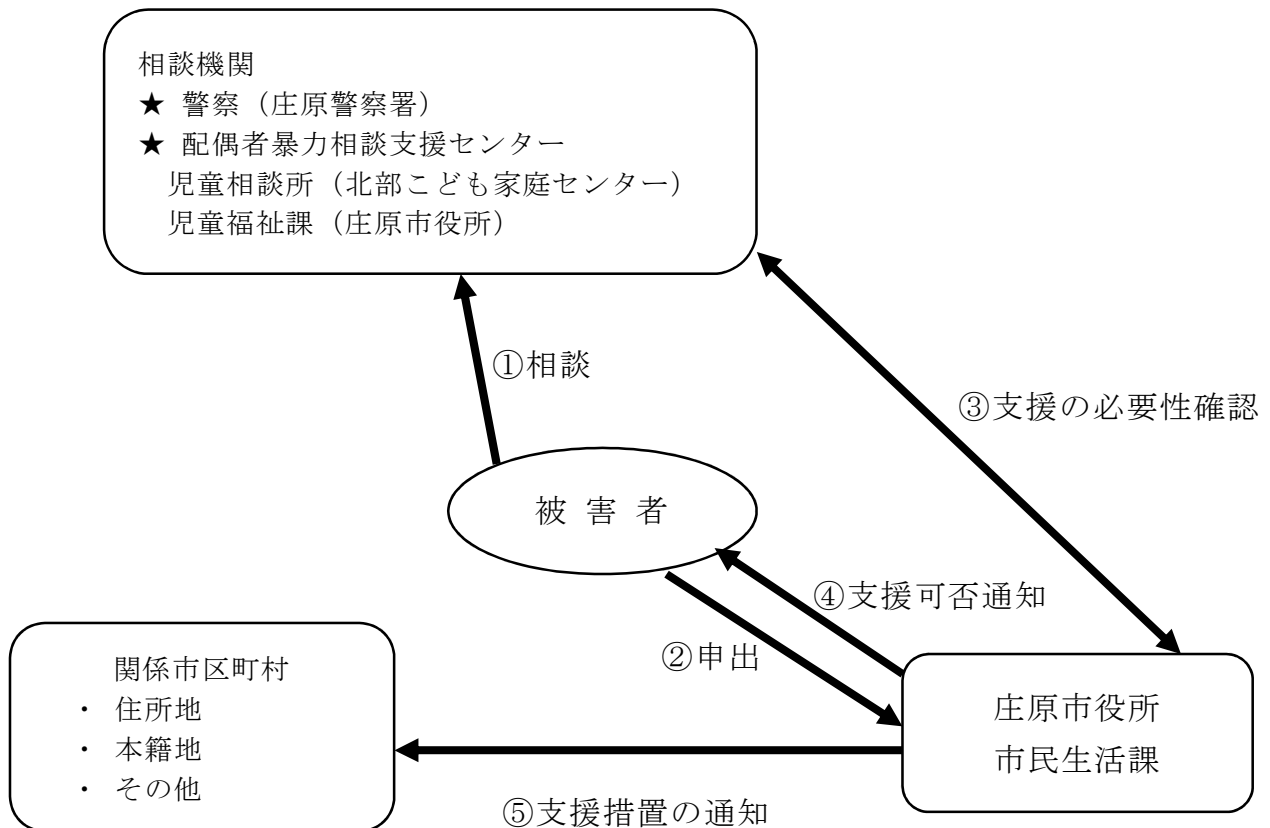 相談機関
★ 警察（庄原警察署）
★ 配偶者暴力相談支援センター
児童相談所（北部こども家庭センター）
児童福祉課（庄原市役所）
①相談
③支援の必要性確認
被 害 者
④支援可否通知
②申出
関係市区町村
・ 住所地
・ 本籍地
・ その他
庄原市役所
市民生活課
⑤支援措置の通知